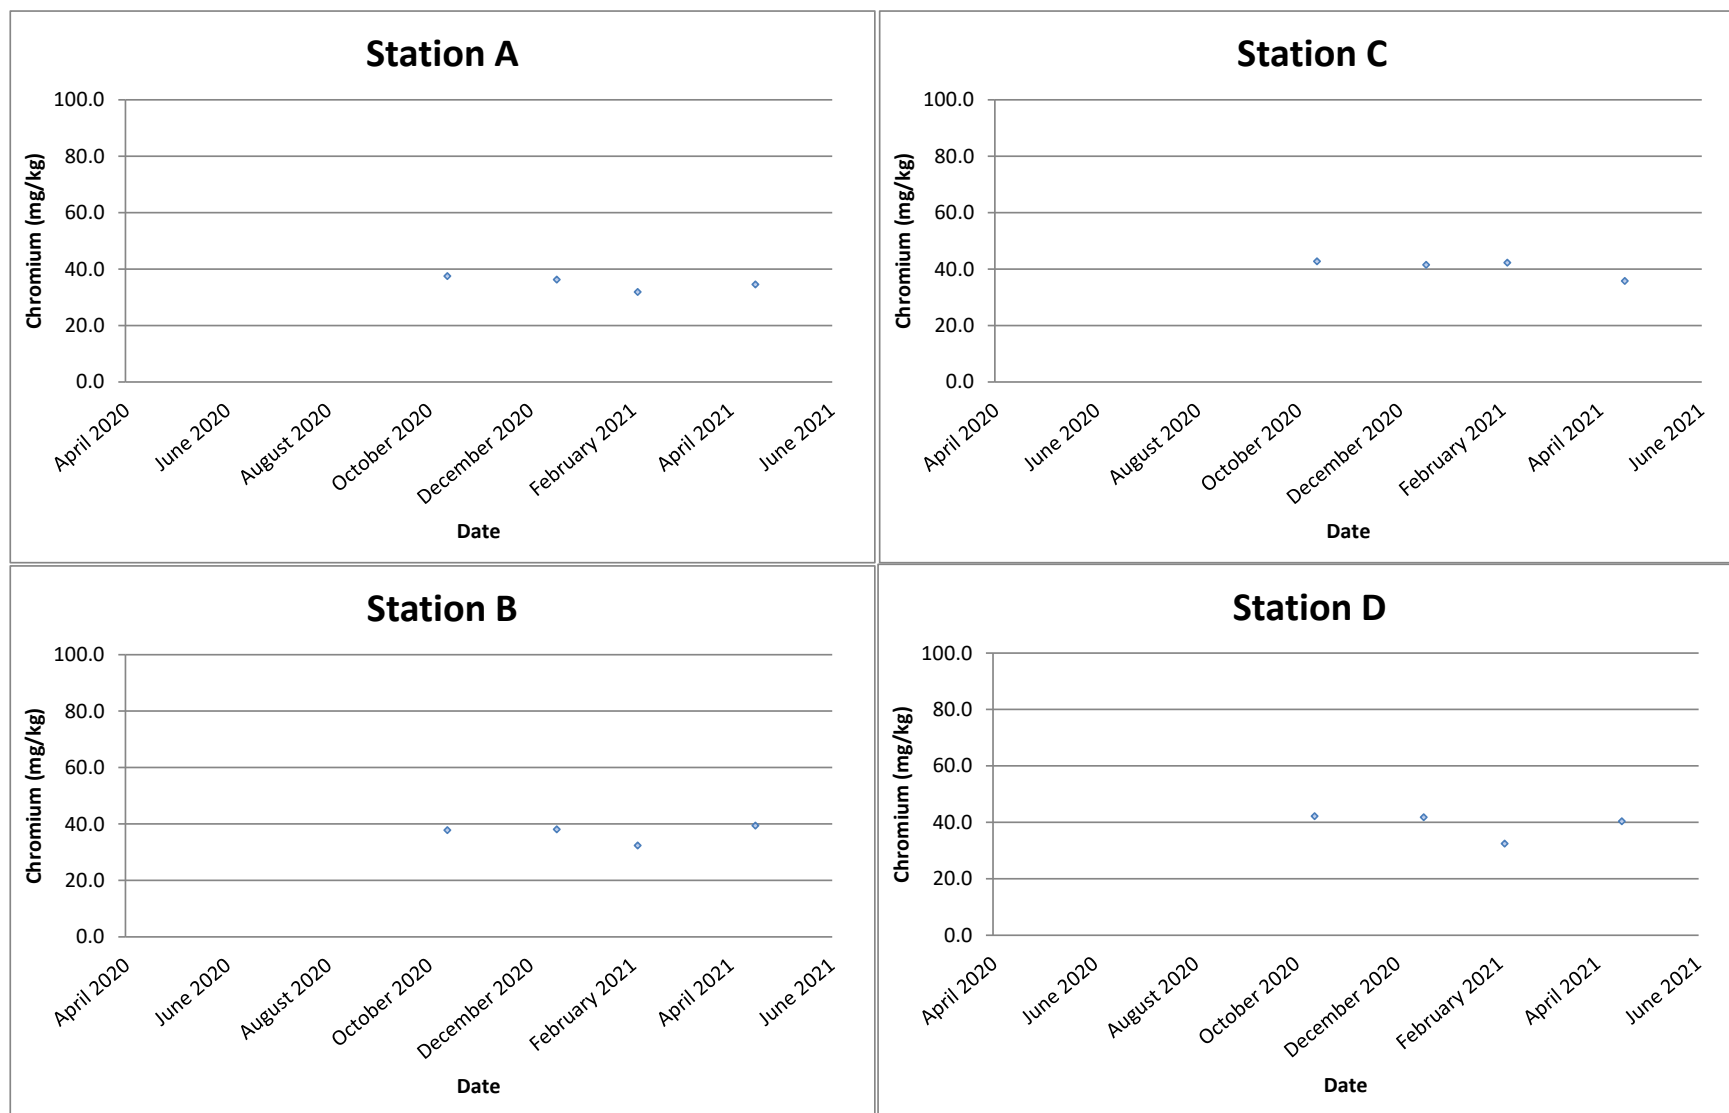 Station A
Chromium (mg/kg)
100.0
80.0
60.0
40.0
20.0
0.0
April 2020
June 2020
August 2020
October 2020
December 2020
February 2021
April 2021
June 2021
Date
Station C
Chromium (mg/kg)
100.0
80.0
60.0
40.0
20.0
0.0
April 2020
June 2020
August 2020
October 2020
December 2020
February 2021
April 2021
June 2021
Date
Station B
Chromium (mg/kg)
100.0
80.0
60.0
40.0
20.0
0.0
April 2020
June 2020
August 2020
October 2020
December 2020
February 2021
April 2021
June 2021
Date
Station D
Chromium (mg/kg)
100.0
80.0
60.0
40.0
20.0
0.0
April 2020
June 2020
August 2020
October 2020
December 2020
February 2021
April 2021
June 2021
Date